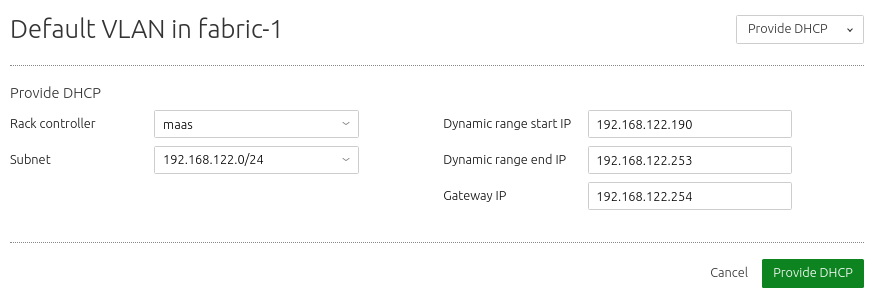 Default VLAN in fabric-1
Provide DHCP
Provide DHCP
Rack controller
maas
Dynamic range start IP
192.168.122.190
Subnet
192.168.122.0/24
Dynamic range end IP
192.168.122.253
Gateway IP
192.168.122.254
Cancel
Provide DHCP